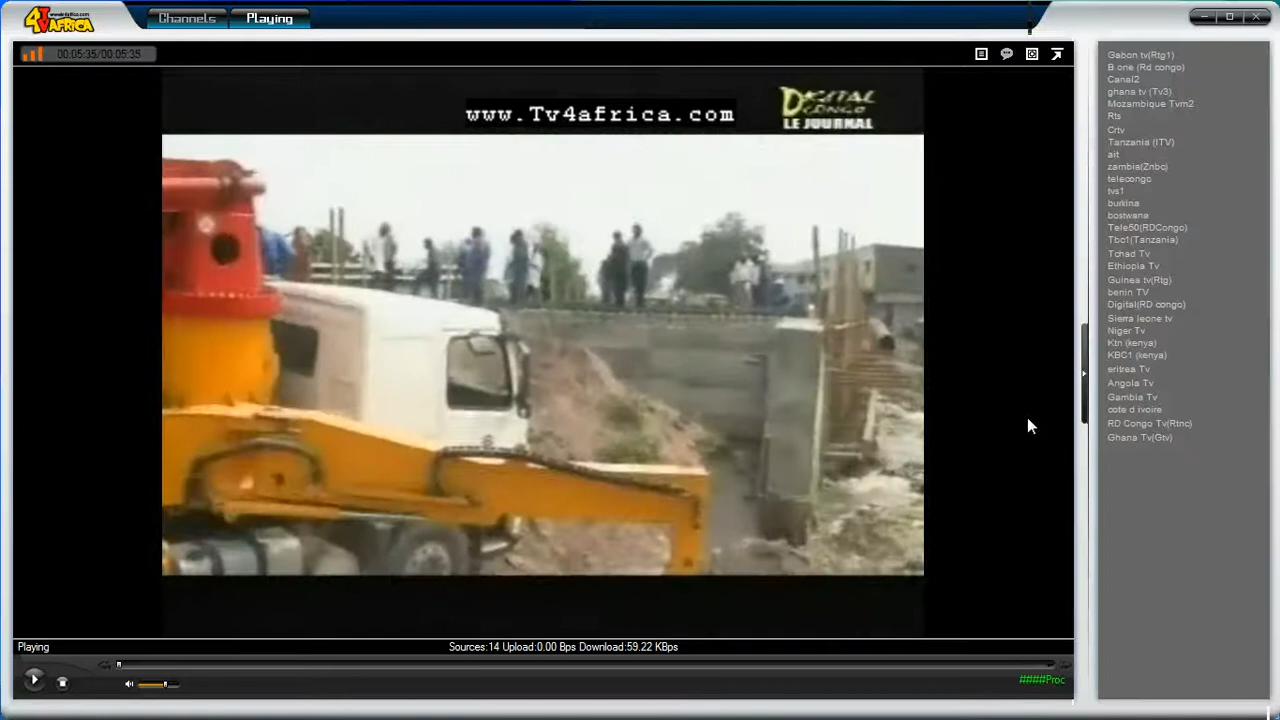 4TV AFRICA
Channels
Playing
00:05:35/00:05:35
www.Tv4africa.com
DIGITAL
CONGO
LE JOURNAL
Gabon tv(Rtg1)
B one (Rd congo)
Canal2
ghana tv (Tv3)
Mozambique Tvm2
Rts
Crtv
Tanzania (ITV)
ait
zambia(Znbc)
telecongo
tvs1
burkina
bostwana
Tele50(RDCongo)
Tbc1(Tanzania)
Tchad Tv
Ethiopia Tv
Guinea tv(Rtg)
benin TV
Digital(RD congo)
Sierra leone tv
Niger Tv
Ktn (kenya)
KBC1 (kenya)
eritrea Tv
Angola Tv
Gambia Tv
cote d ivoire
RD Congo Tv(Rtnc)
Ghana Tv(Gtv)
Playing
Sources:14 Upload:0.00 Bps Download:59.22 KBps
####Proc